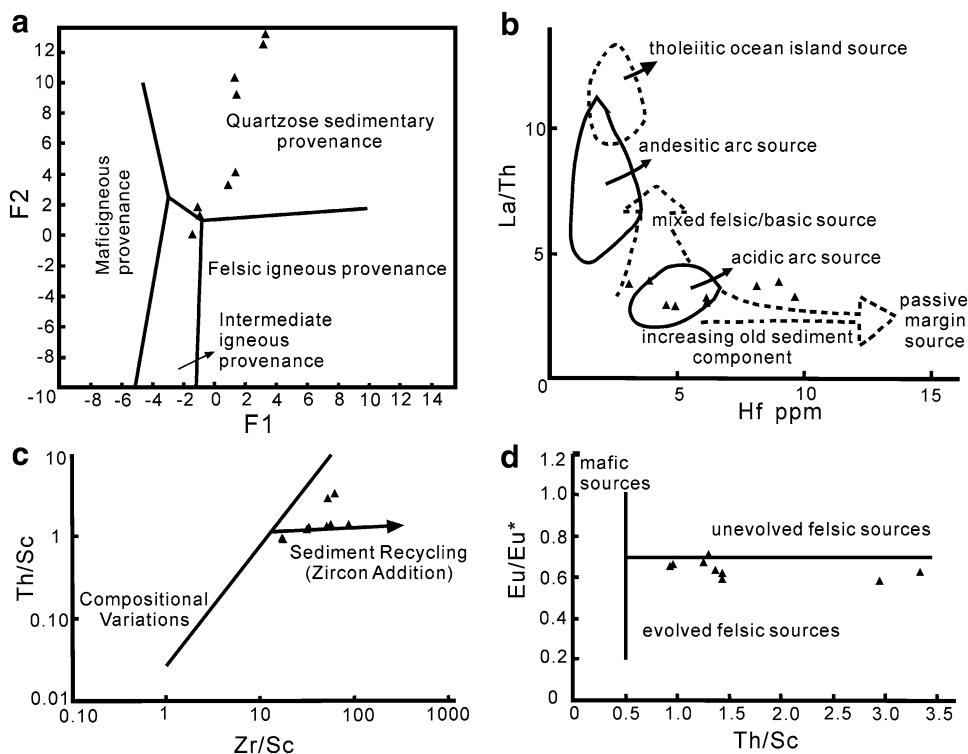 a
12
10
8
6
4
2
0
-2
-4
-6
-8
-10
F2
Quartzose sedimentary
provenance
Maficigneous
provenance
Felsic igneous provenance
Intermediate
igneous
provenance
-8 -6 -4 -2 0 2 4 6 8 10 12 14
F1
b
10
5
0
La/Th
tholeiitic ocean island source
andesitic arc source
mixed felsic/basic source
acidic arc source
passive
margin
source
increasing old sediment
component
5 10 15
Hf ppm
c
10
1
0.10
0.01
Th/Sc
Sediment Recycling
(Zircon Addition)
Compositional
Variations
0.10 1 10 100 1000
Zr/Sc
d
1.2
1.0
0.8
0.6
0.4
0.2
0
Eu/Eu*
mafic
sources
unevolved felsic sources
evolved felsic sources
0 0.5 1.0 1.5 2.0 2.5 3.0 3.5
Th/Sc